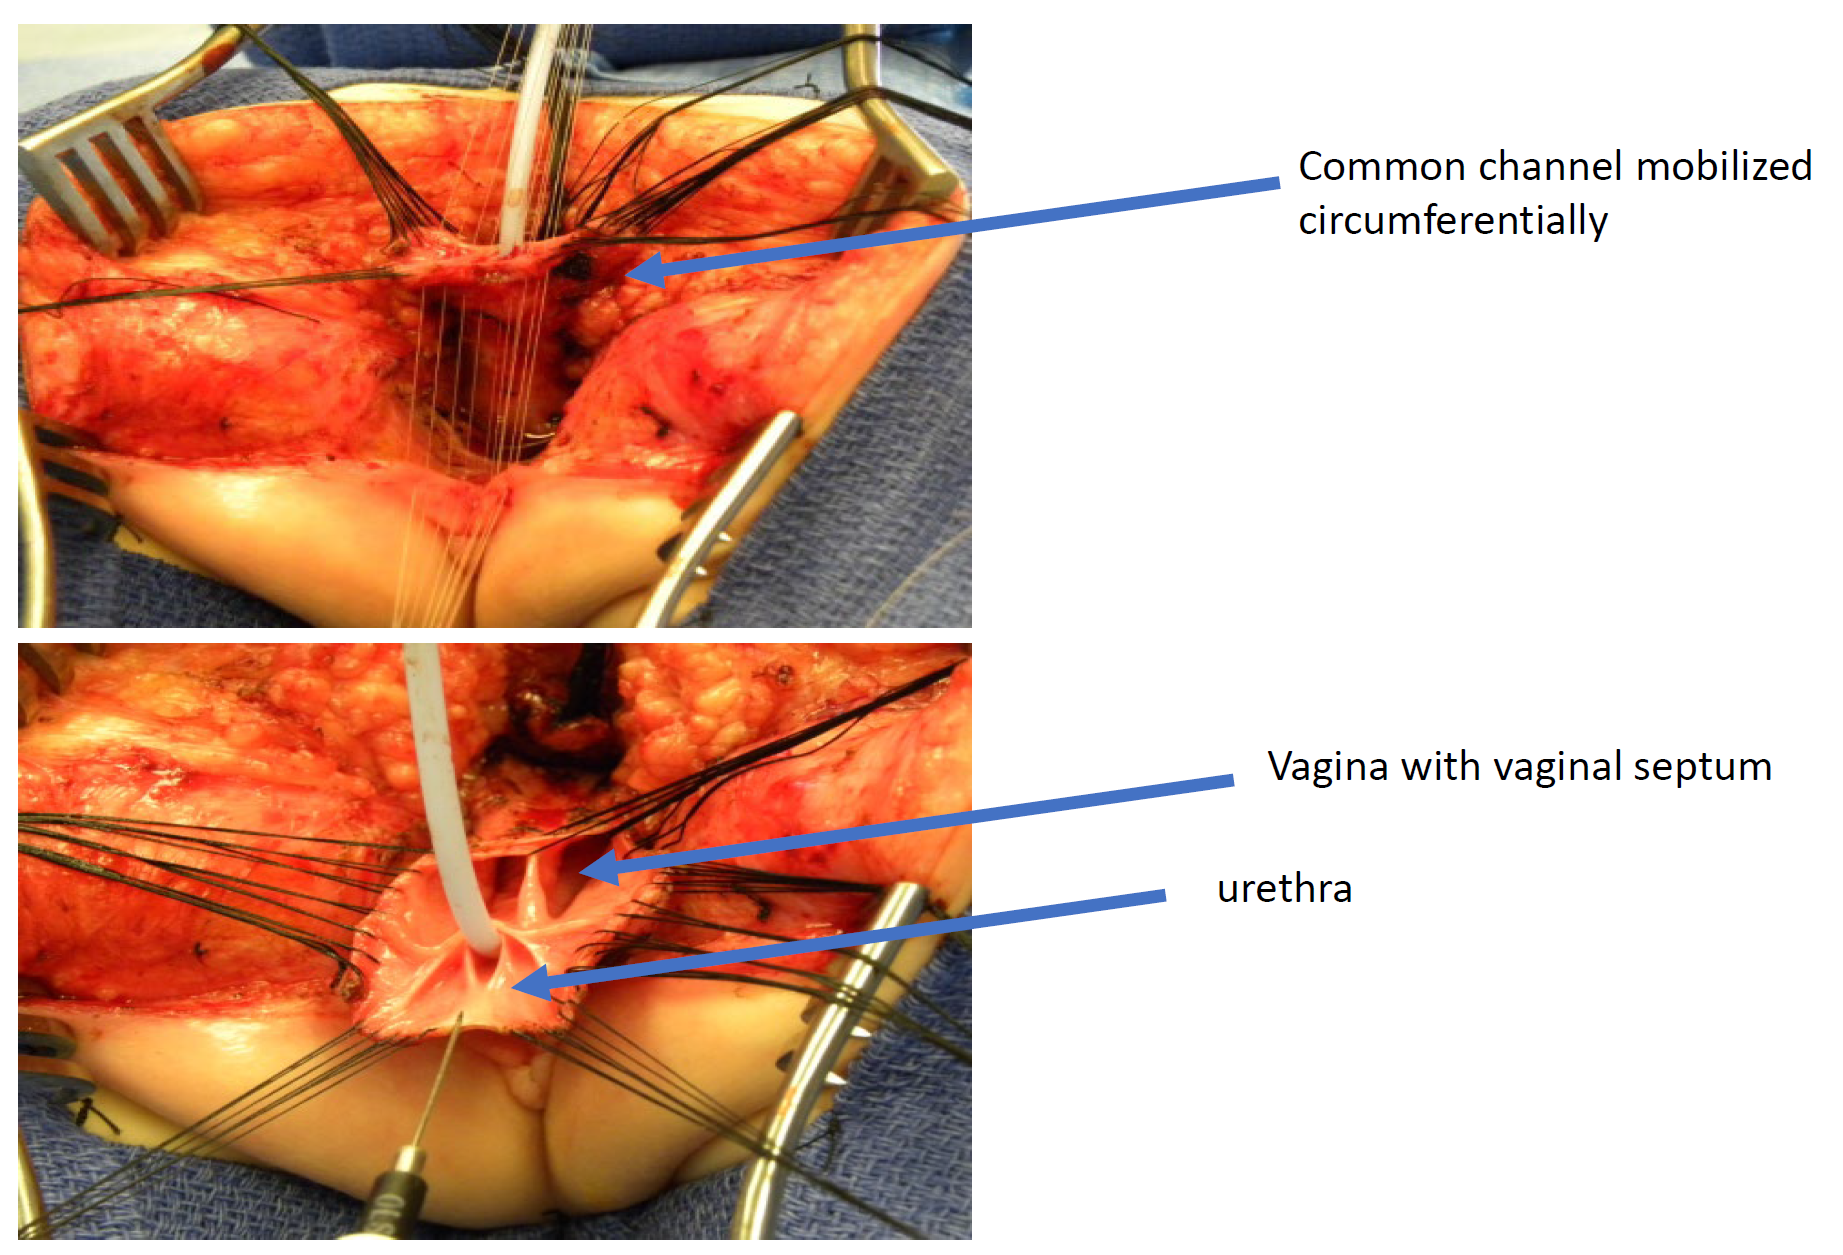 Common channel mobilized
circumferentially
Vagina with vaginal septum
urethra